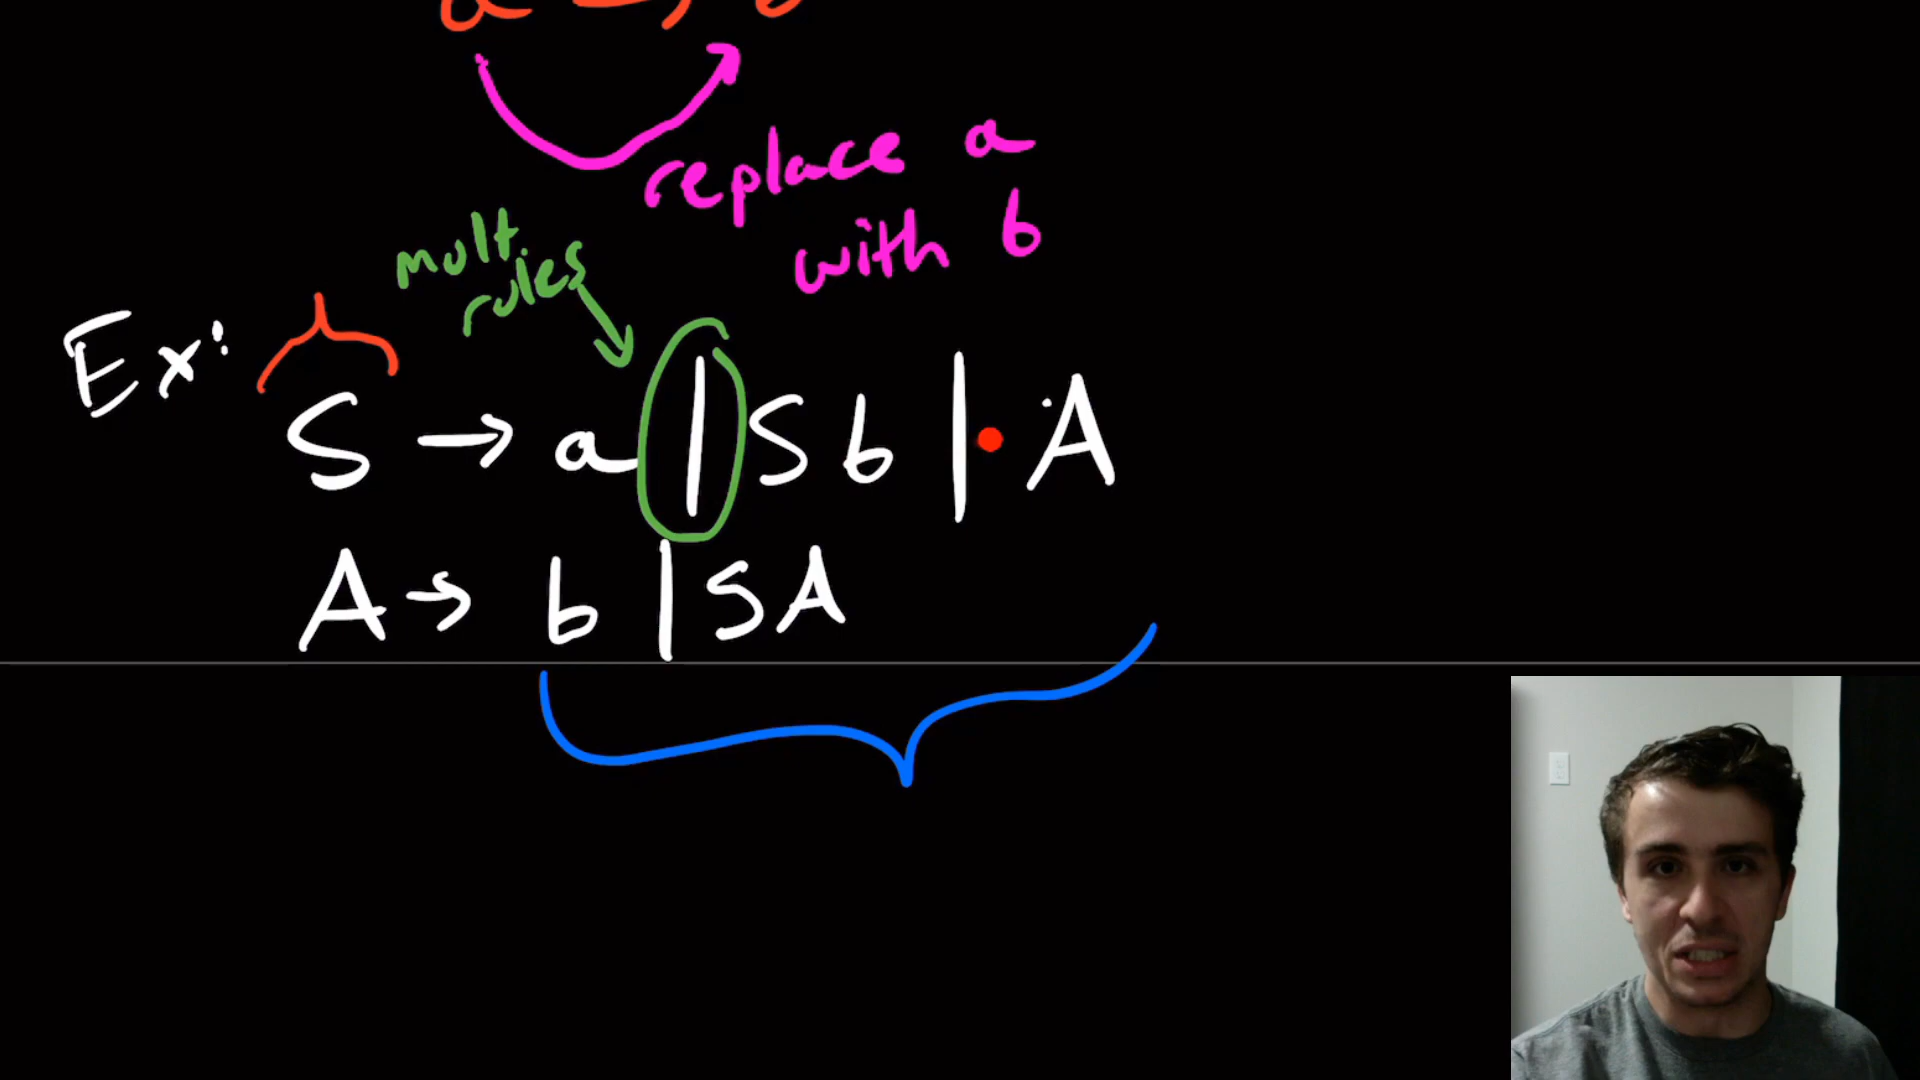 replace a
with b
mult.
rules
Ex:
S → a | Sb | A
A → b | SA